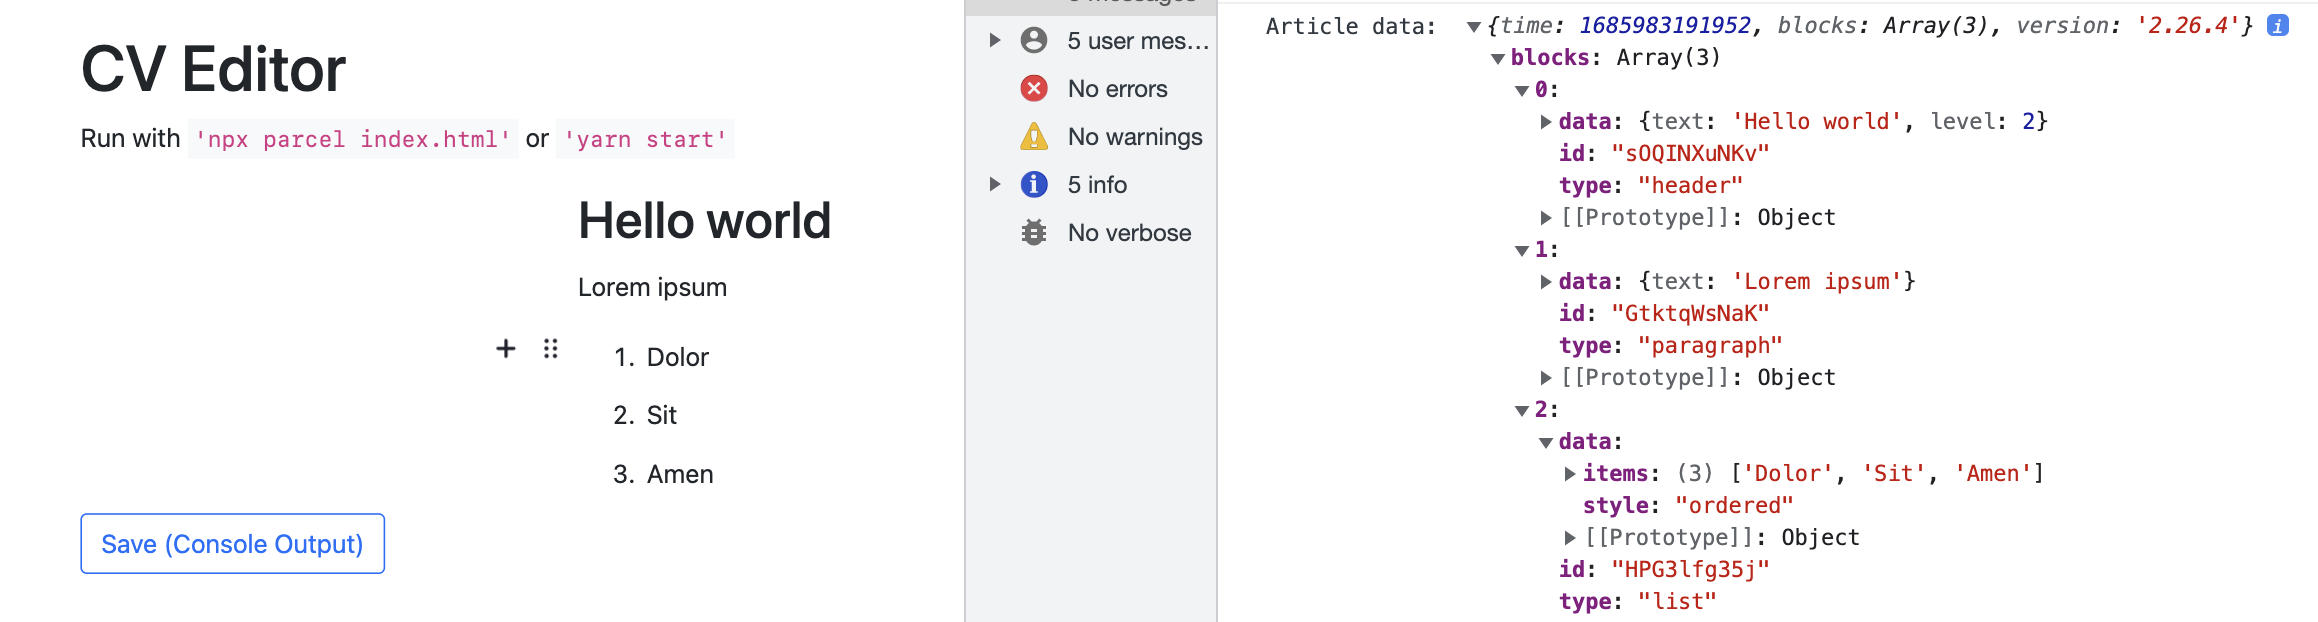 CV Editor
Run with 'npx parcel index.html' or 'yarn start'
Hello world
Lorem ipsum
1. Dolor
2. Sit
3. Amen
Save (Console Output)
5 user mes...
No errors
No warnings
5 info
No verbose
Article data: {time: 1685983191952, blocks: Array(3), version: '2.26.4'}
blocks: Array(3)
0:
data: {text: 'Hello world', level: 2}
id: "sOQINXuNKv"
type: "header"
[[Prototype]]: Object
1:
data: {text: 'Lorem ipsum'}
id: "GtktqWsNaK"
type: "paragraph"
[[Prototype]]: Object
2:
data:
items: (3) ['Dolor', 'Sit', 'Amen']
style: "ordered"
[[Prototype]]: Object
id: "HPG3lfg35j"
type: "list"